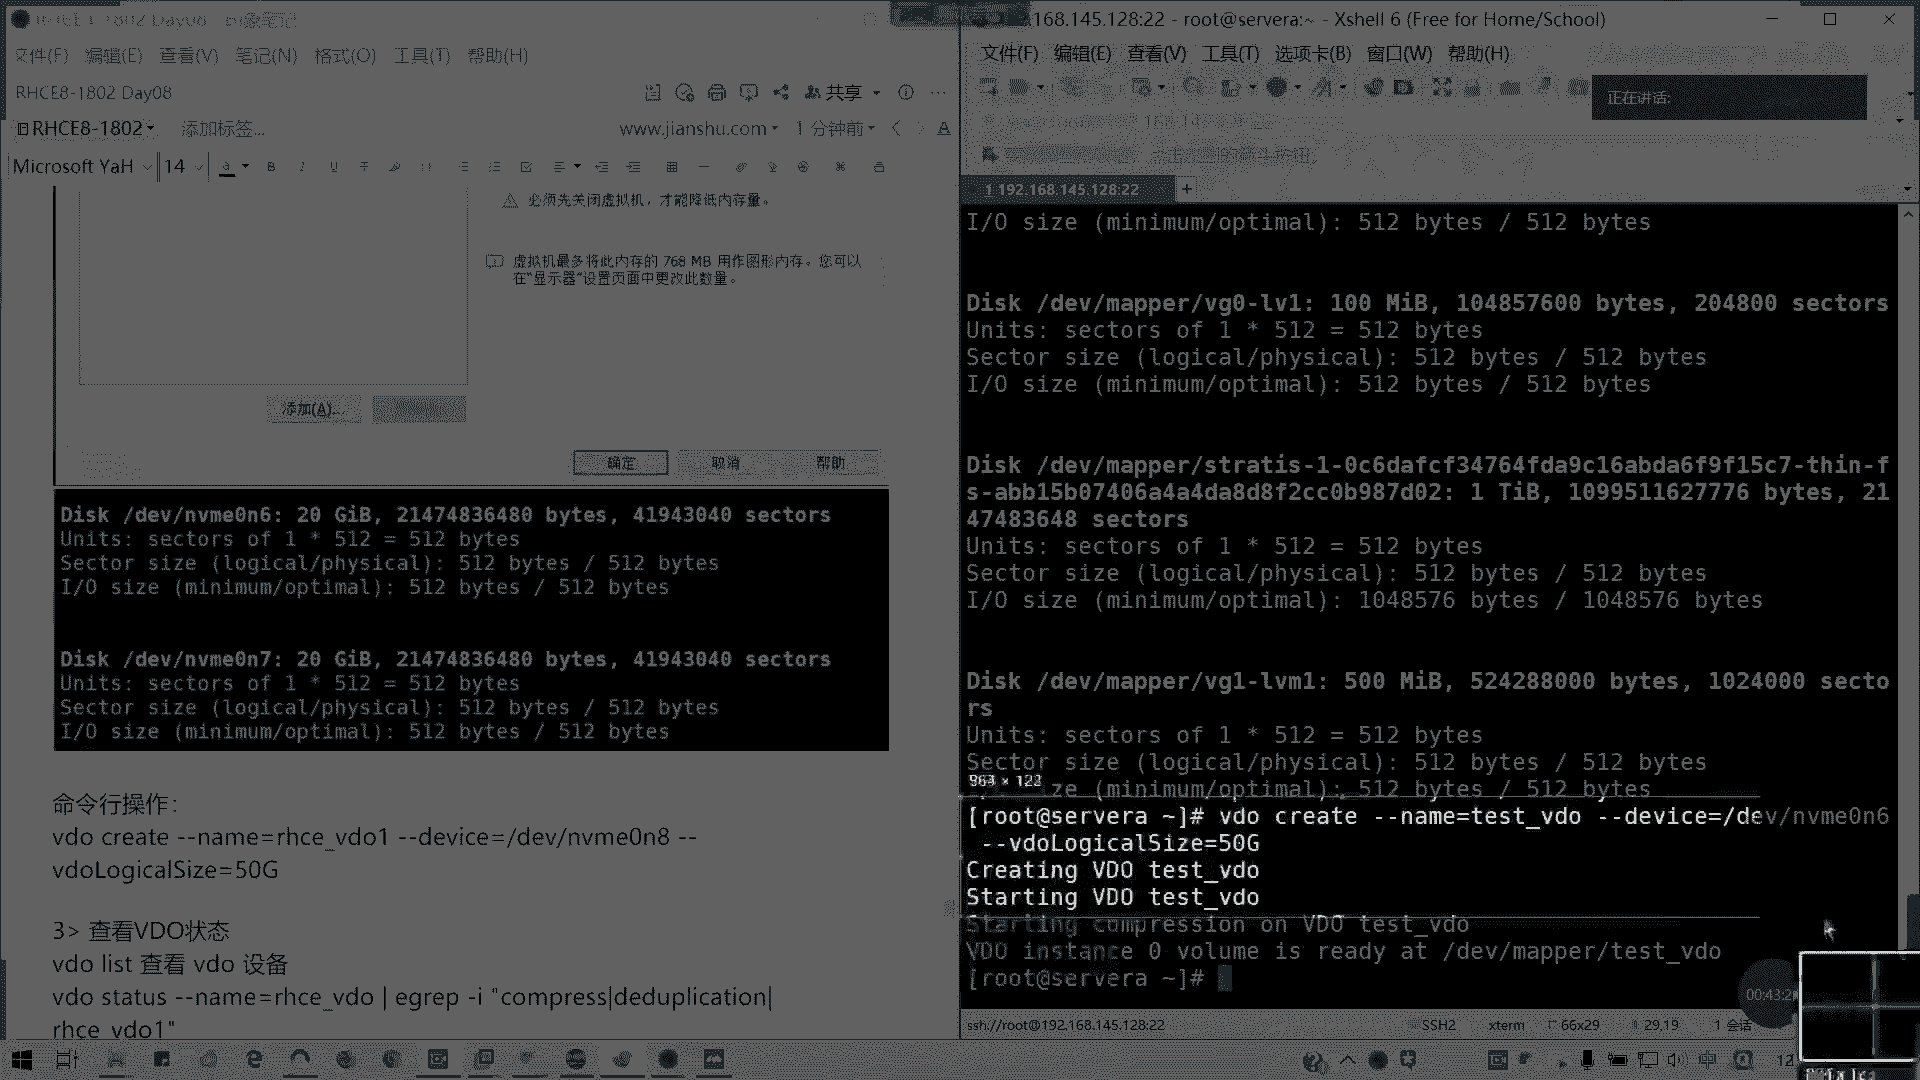 文件(F) 编辑(E) 查看(V) 笔记(N) 格式(O) 工具(T) 帮助(H)
RHCE8-1802 Day08
共享
RHCE8-1802
添加标签...
www.jianshu.com
1 分钟前
Microsoft YaH
14
必须先关闭虚拟机，才能降低内存量。
虚拟机最多将此内存的 768 MB 用作图形内存。您可以
在"显示器"设置页面中更改此数量。
添加(A)...
确定
取消
帮助
Disk /dev/nvme0n6: 20 GiB, 21474836480 bytes, 41943040 sectors
Units: sectors of 1 * 512 = 512 bytes
Sector size (logical/physical): 512 bytes / 512 bytes
I/O size (minimum/optimal): 512 bytes / 512 bytes
Disk /dev/nvme0n7: 20 GiB, 21474836480 bytes, 41943040 sectors
Units: sectors of 1 * 512 = 512 bytes
Sector size (logical/physical): 512 bytes / 512 bytes
I/O size (minimum/optimal): 512 bytes / 512 bytes
命令行操作：
vdo create --name=rhce_vdo1 --device=/dev/nvme0n8 --
vdoLogicalSize=50G
3> 查看VDO状态
vdo list 查看 vdo 设备
vdo status --name=rhce_vdo | egrep -i "compress|deduplication|
rhce_vdo1"
.168.145.128:22 - root@servera:~ - Xshell 6 (Free for Home/School)
文件(F) 编辑(E) 查看(V) 工具(T) 选项卡(B) 窗口(W) 帮助(H)
正在讲话:
1 192.168.145.128:22
I/O size (minimum/optimal): 512 bytes / 512 bytes
Disk /dev/mapper/vg0-lv1: 100 MiB, 104857600 bytes, 204800 sectors
Units: sectors of 1 * 512 = 512 bytes
Sector size (logical/physical): 512 bytes / 512 bytes
I/O size (minimum/optimal): 512 bytes / 512 bytes
Disk /dev/mapper/stratis-1-0c6dafcf34764fda9c16abda6f9f15c7-thin-f
s-abb15b07406a4a4da8d8f2cc0b987d02: 1 TiB, 1099511627776 bytes, 21
47483648 sectors
Units: sectors of 1 * 512 = 512 bytes
Sector size (logical/physical): 512 bytes / 512 bytes
I/O size (minimum/optimal): 1048576 bytes / 1048576 bytes
Disk /dev/mapper/vg1-lvm1: 500 MiB, 524288000 bytes, 1024000 secto
rs
Units: sectors of 1 * 512 = 512 bytes
Sector size (logical/physical): 512 bytes / 512 bytes
ze (minimum/optimal): 512 bytes / 512 bytes
[root@servera ~]# vdo create --name=test_vdo --device=/dev/nvme0n6
--vdoLogicalSize=50G
Creating VDO test_vdo
Starting VDO test_vdo
Starting compression on VDO test_vdo
VDO instance 0 volume is ready at /dev/mapper/test_vdo
[root@servera ~]#
ssh://root@192.168.145.128:22
SSH2
xterm
66x29
29,19
1 会话